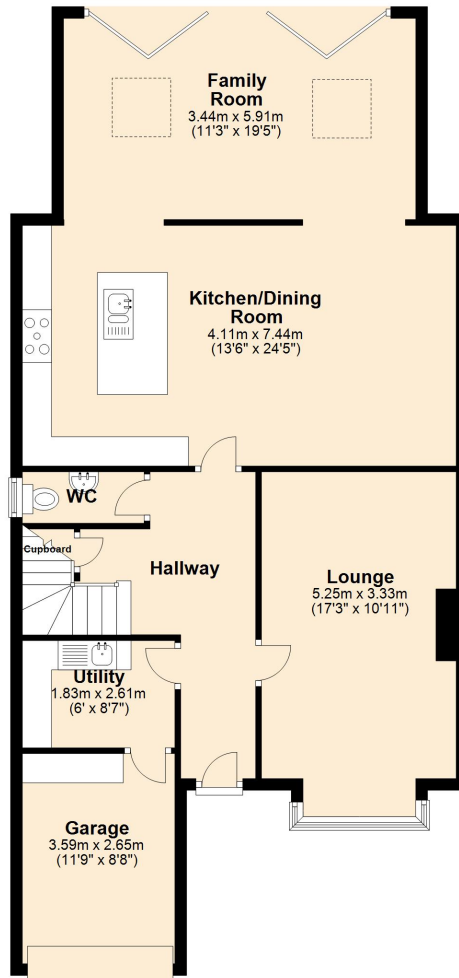 Family
Room
3.44m x 5.91m
(11'3" x 19'5")
Kitchen/Dining
Room
4.11m x 7.44m
(13'6" x 24'5")
WC
Cupboard
Hallway
Lounge
5.25m x 3.33m
(17'3" x 10'11")
Utility
1.83m x 2.61m
(6' x 8'7")
Garage
3.59m x 2.65m
(11'9" x 8'8")